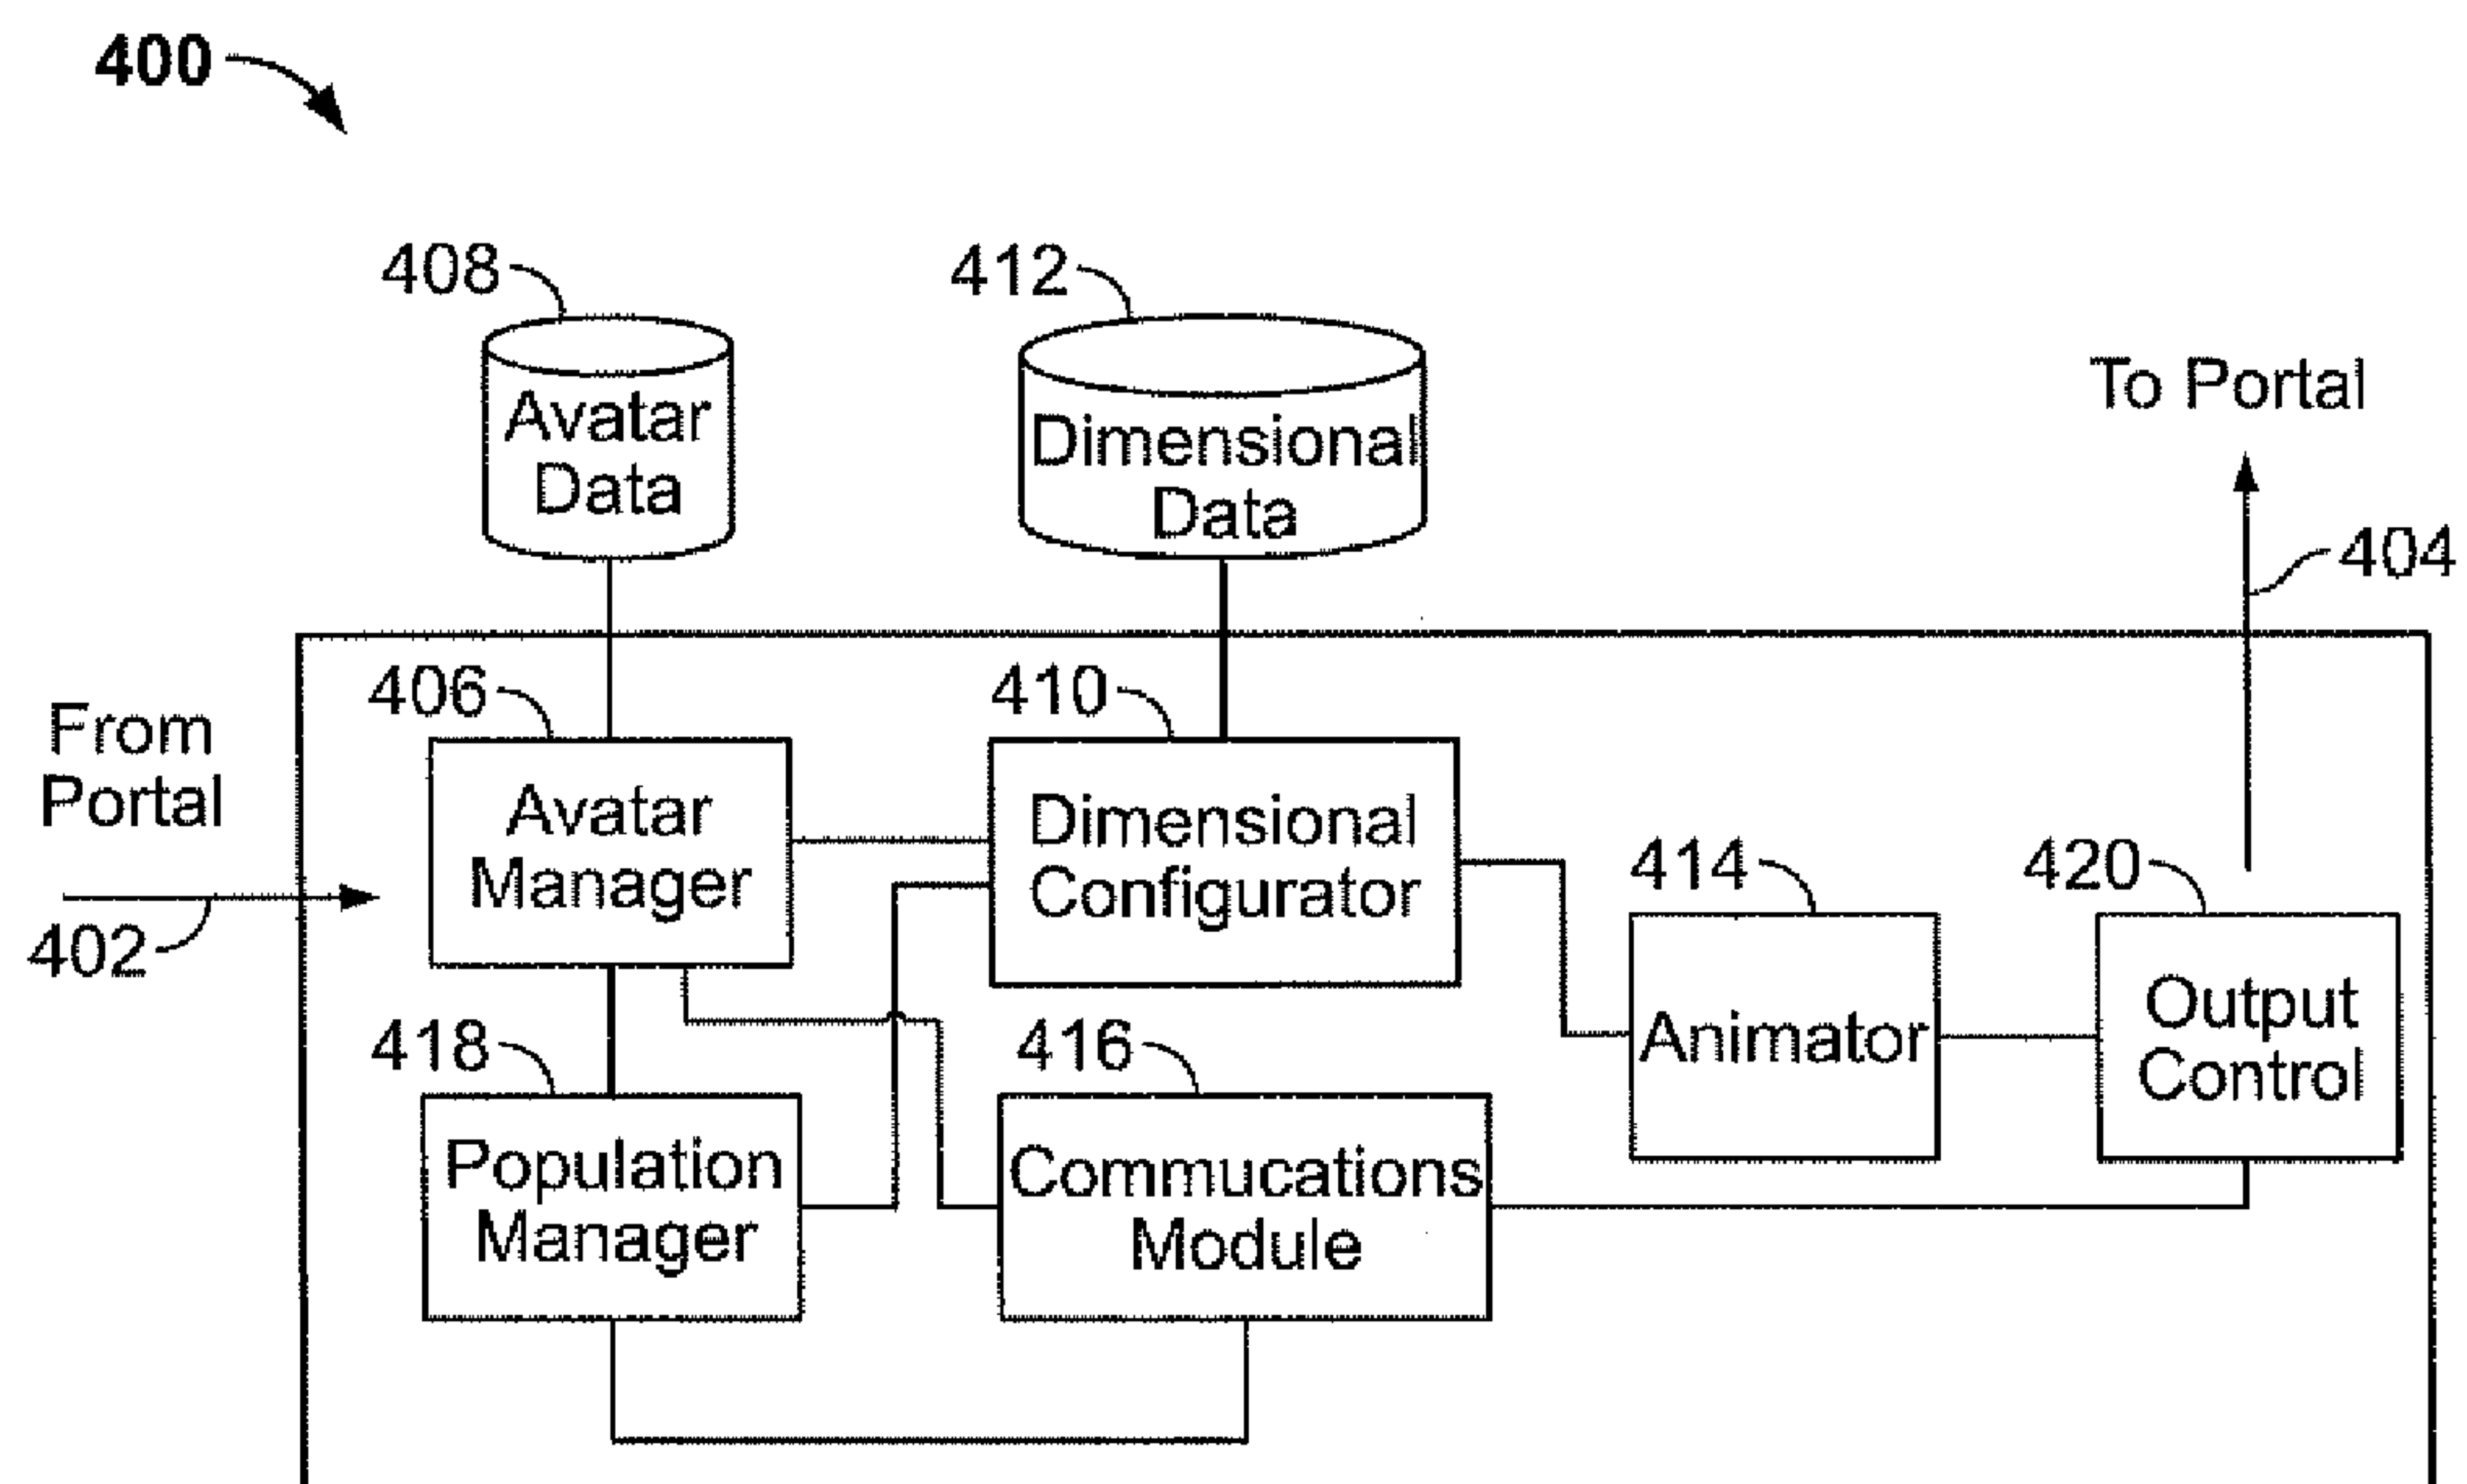 400
408
412
Avatar
Data
Dimensional
Data
To Portal
404
406
410
From
Portal
402
Avatar
Manager
Dimensional
Configurator
414
420
418
416
Animator
Output
Control
Population
Manager
Commucations
Module